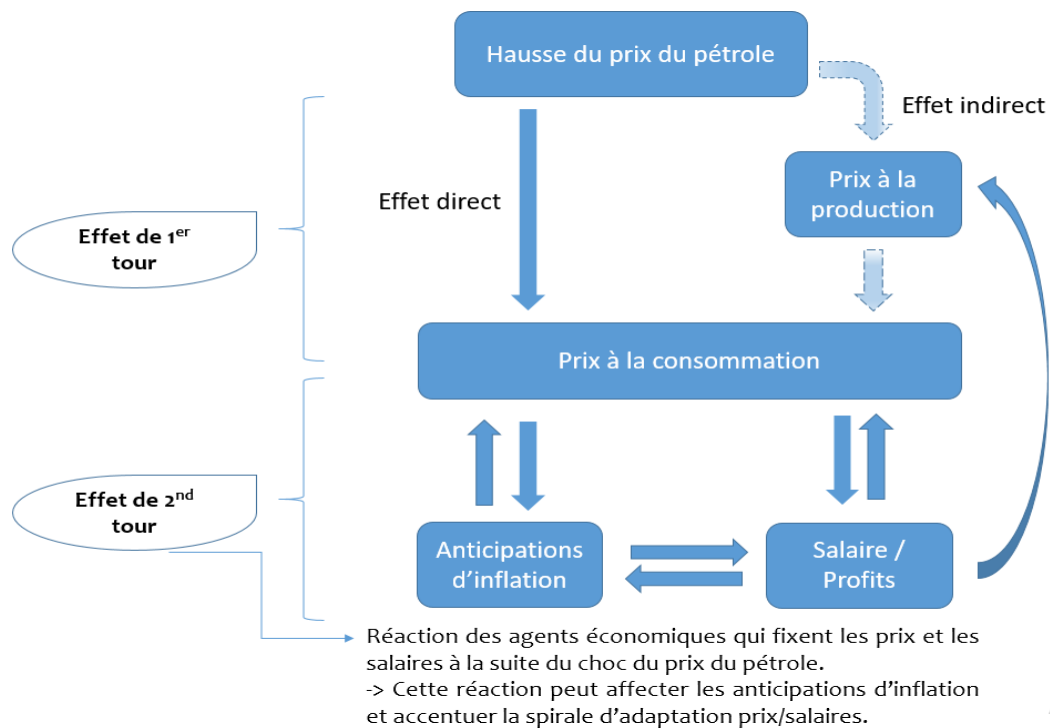 Hausse du prix du pétrole
Effet indirect
Prix à la
production
Effet direct
Effet de 1er
tour
Prix à la consommation
Effet de 2nd
tour
Anticipations
d’inflation
Salaire /
Profits
Réaction des agents économiques qui fixent les prix et les
salaires à la suite du choc du prix du pétrole.
-> Cette réaction peut affecter les anticipations d’inflation
et accentuer la spirale d’adaptation prix/salaires.